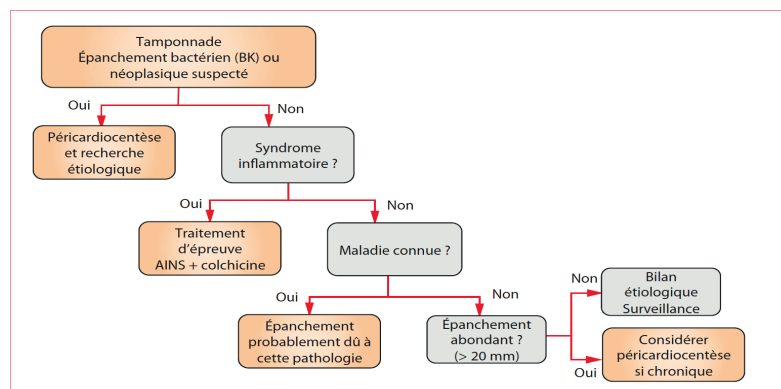 Tamponnade
Épanchement bactérien (BK) ou
néoplasique suspecté
Oui
Non
Péricardiocentèse
et recherche
étiologique
Syndrome
inflammatoire ?
Oui
Non
Traitement
d'épreuve
AINS + colchicine
Maladie connue ?
Oui
Non
Épanchement
probablement dû à
cette pathologie
Épanchement
abondant ?
(> 20 mm)
Non
Bilan
étiologique
Surveillance
Oui
Considérer
péricardiocentèse
si chronique